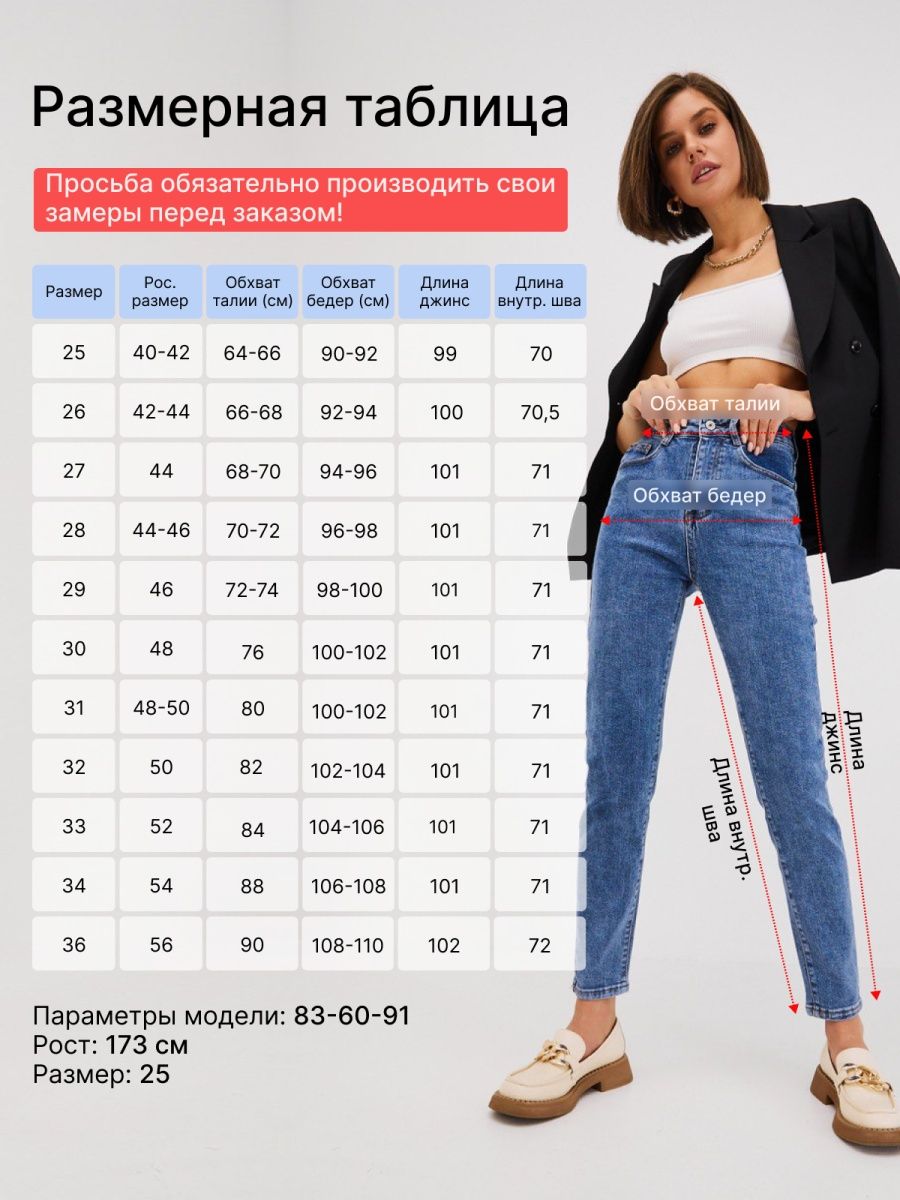 Размерная таблица
Просьба обязательно производить свои
замеры перед заказом!
Размер Рос. размер Обхват талии (см) Обхват бедер (см) Длина джинс Длина внутр. шва
25 40-42 64-66 90-92 99 70
26 42-44 66-68 92-94 100 70,5
27 44 68-70 94-96 101 71
28 44-46 70-72 96-98 101 71
29 46 72-74 98-100 101 71
30 48 76 100-102 101 71
31 48-50 80 100-102 101 71
32 50 82 102-104 101 71
33 52 84 104-106 101 71
34 54 88 106-108 101 71
36 56 90 108-110 102 72
Обхват талии
Обхват бедер
Длина
джинс
Длина внутр.
шва
Параметры модели: 83-60-91
Рост: 173 см
Размер: 25